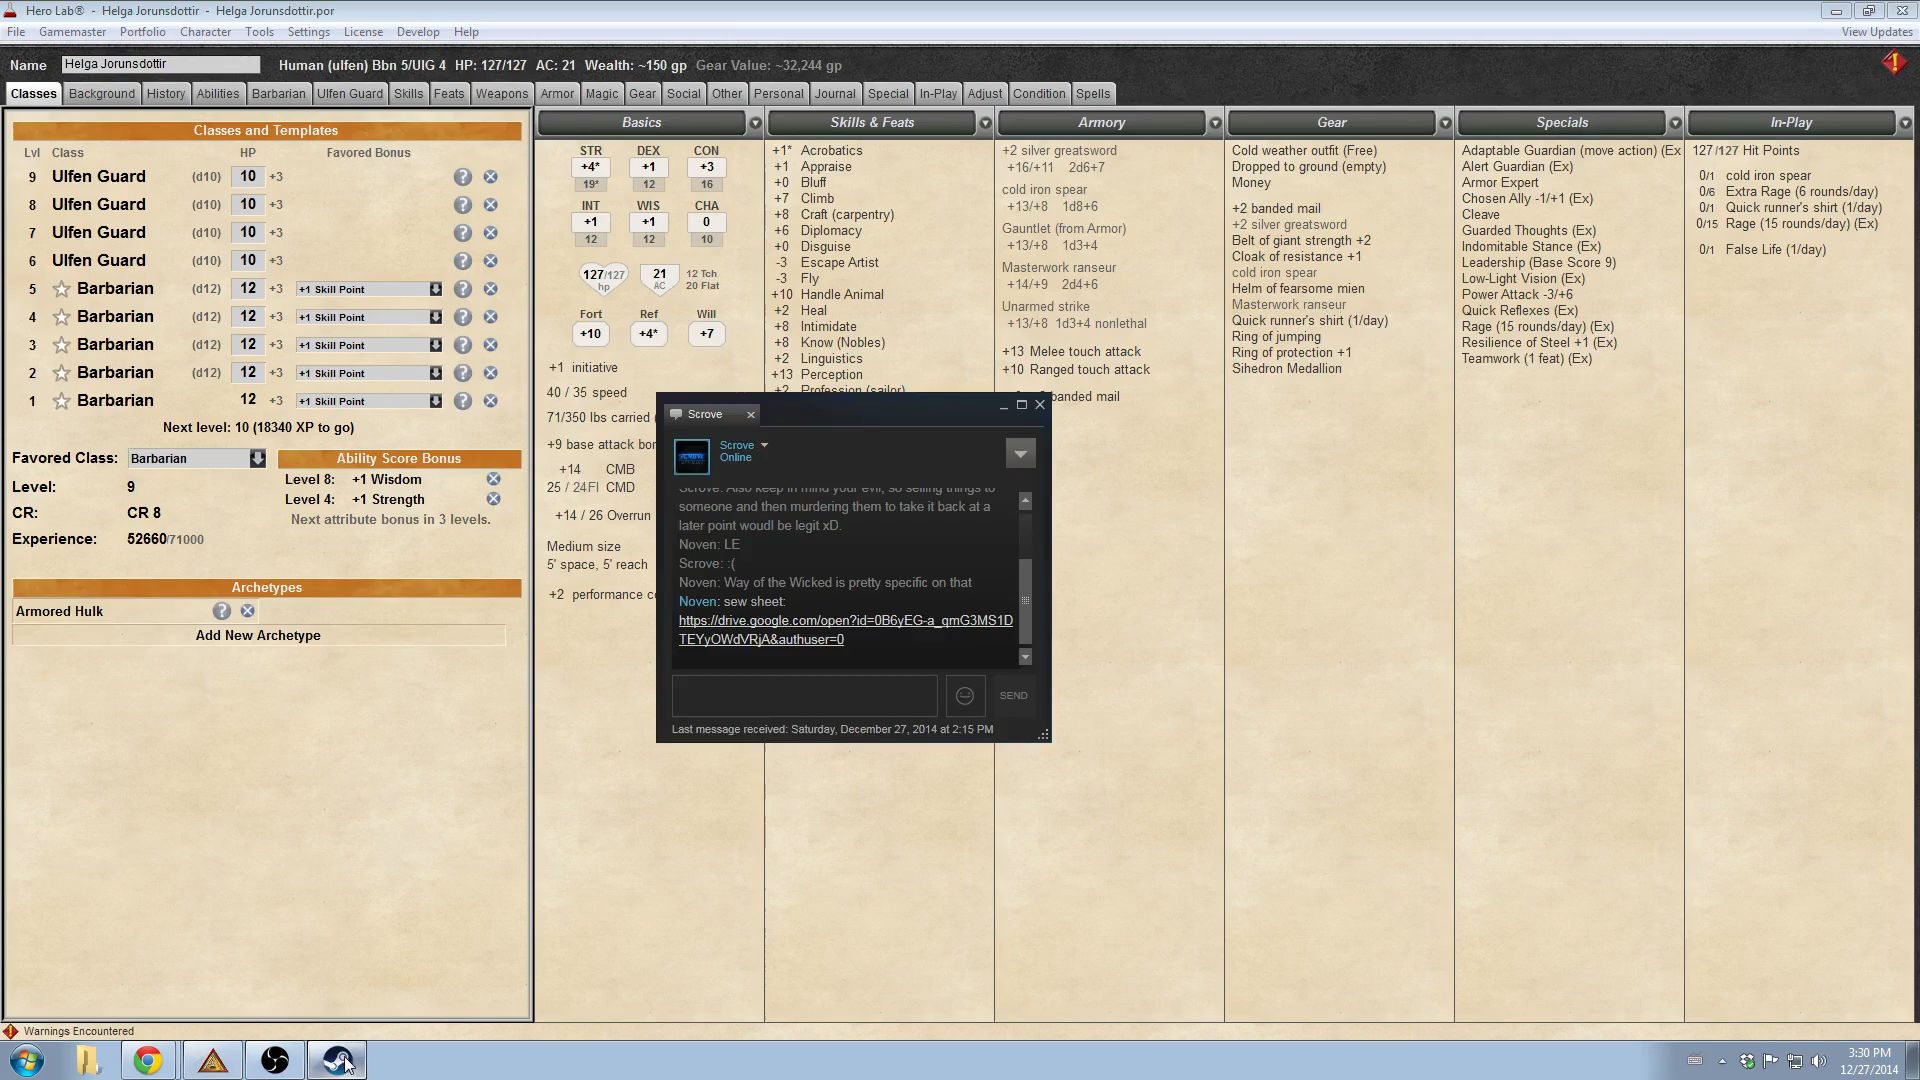 Hero Lab® - Helga Jorunsdottir - Helga Jorunsdottir.por
File Gamemaster Portfolio Character Tools Settings License Develop Help View Updates
Name Helga Jorunsdottir Human (ulfen) Bbn 5/UIG 4 HP: 127/127 AC: 21 Wealth: ~150 gp Gear Value: ~32,244 gp
Classes Background History Abilities Barbarian Ulfen Guard Skills Feats Weapons Armor Magic Gear Social Other Personal Journal Special In-Play Adjust Condition Spells
Classes and Templates
Lvl Class HP Favored Bonus
9 Ulfen Guard (d10) 10 +3
8 Ulfen Guard (d10) 10 +3
7 Ulfen Guard (d10) 10 +3
6 Ulfen Guard (d10) 10 +3
5 Barbarian (d12) 12 +3 +1 Skill Point
4 Barbarian (d12) 12 +3 +1 Skill Point
3 Barbarian (d12) 12 +3 +1 Skill Point
2 Barbarian (d12) 12 +3 +1 Skill Point
1 Barbarian 12 +3 +1 Skill Point
Next level: 10 (18340 XP to go)
Favored Class: Barbarian
Level: 9
CR: CR 8
Experience: 52660/71000
Ability Score Bonus
Level 8: +1 Wisdom
Level 4: +1 Strength
Next attribute bonus in 3 levels.
Archetypes
Armored Hulk
Add New Archetype
Basics
STR DEX CON
+4* +1 +3
19* 12 16
INT WIS CHA
+1 +1 0
12 12 10
127/127 hp 21 AC 12 Tch
20 Flat
Fort Ref Will
+10 +4* +7
+1 initiative
40 / 35 speed
71/350 lbs carried (
+9 base attack bor
+14 CMB
25 / 24Fl CMD
+14 / 26 Overrun
Medium size
5' space, 5' reach
+2 performance co
Skills & Feats
+1* Acrobatics
+1 Appraise
+0 Bluff
+7 Climb
+8 Craft (carpentry)
+6 Diplomacy
+0 Disguise
-3 Escape Artist
-3 Fly
+10 Handle Animal
+2 Heal
+8 Intimidate
+8 Know (Nobles)
+2 Linguistics
+13 Perception
+2 Profession (sailor)
Armory
+2 silver greatsword
+16/+11 2d6+7
cold iron spear
+13/+8 1d8+6
Gauntlet (from Armor)
+13/+8 1d3+4
Masterwork ranseur
+14/+9 2d4+6
Unarmed strike
+13/+8 1d3+4 nonlethal
+13 Melee touch attack
+10 Ranged touch attack
banded mail
Gear
Cold weather outfit (Free)
Dropped to ground (empty)
Money
+2 banded mail
+2 silver greatsword
Belt of giant strength +2
Cloak of resistance +1
cold iron spear
Helm of fearsome mien
Masterwork ranseur
Quick runner's shirt (1/day)
Ring of jumping
Ring of protection +1
Sihedron Medallion
Specials
Adaptable Guardian (move action) (Ex
Alert Guardian (Ex)
Armor Expert
Chosen Ally -1/+1 (Ex)
Cleave
Guarded Thoughts (Ex)
Indomitable Stance (Ex)
Leadership (Base Score 9)
Low-Light Vision (Ex)
Power Attack -3/+6
Quick Reflexes (Ex)
Rage (15 rounds/day) (Ex)
Resilience of Steel +1 (Ex)
Teamwork (1 feat) (Ex)
In-Play
127/127 Hit Points
0/1 cold iron spear
0/6 Extra Rage (6 rounds/day)
0/1 Quick runner's shirt (1/day)
0/15 Rage (15 rounds/day) (Ex)
0/1 False Life (1/day)
Scrove
Scrove
Online
Scrove: Also keep in mind your evil, so selling things to
someone and then murdering them to take it back at a
later point woudl be legit xD.
Noven: LE
Scrove: :(
Noven: Way of the Wicked is pretty specific on that
Noven: sew sheet:
https://drive.google.com/open?id=0B6yEG-a_qmG3MS1D
TEYyOWdVRjA&authuser=0
SEND
Last message received: Saturday, December 27, 2014 at 2:15 PM
Warnings Encountered
3:30 PM
12/27/2014